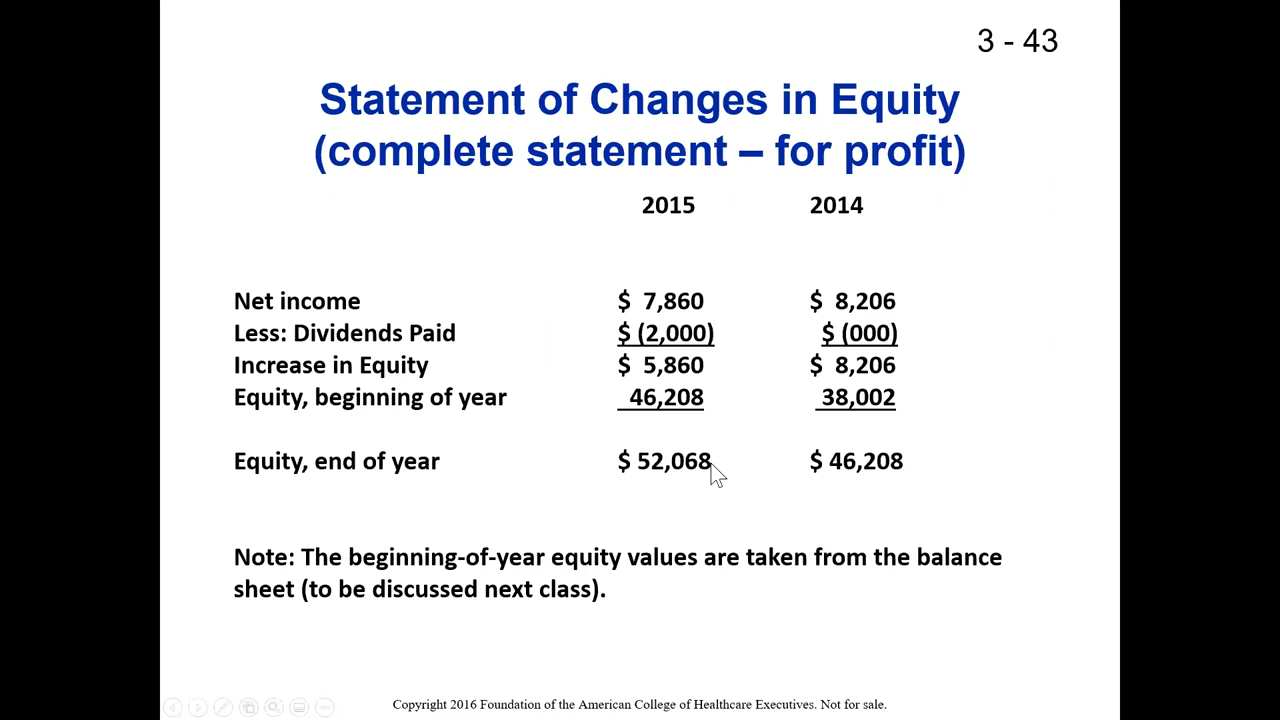 3 - 43
Statement of Changes in Equity
(complete statement – for profit)
2015 2014
Net income $ 7,860 $ 8,206
Less: Dividends Paid $ (2,000) $ (000)
Increase in Equity $ 5,860 $ 8,206
Equity, beginning of year 46,208 38,002
Equity, end of year $ 52,068 $ 46,208
Note: The beginning-of-year equity values are taken from the balance
sheet (to be discussed next class).
Copyright 2016 Foundation of the American College of Healthcare Executives. Not for sale.